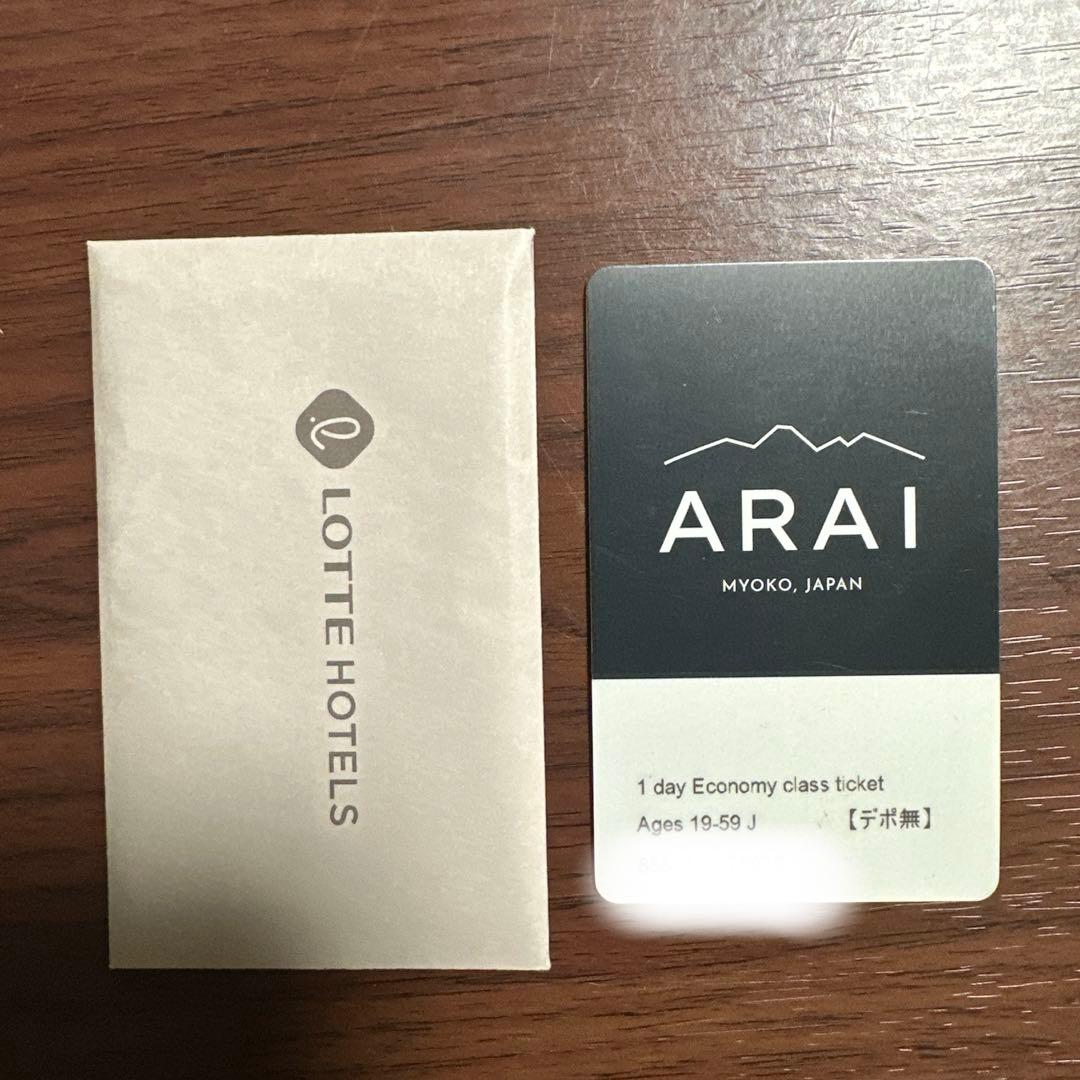 LOTTE HOTELS
ARAI
MYOKO, JAPAN
1 day Economy class ticket
Ages 19-59 J 【デポ無】